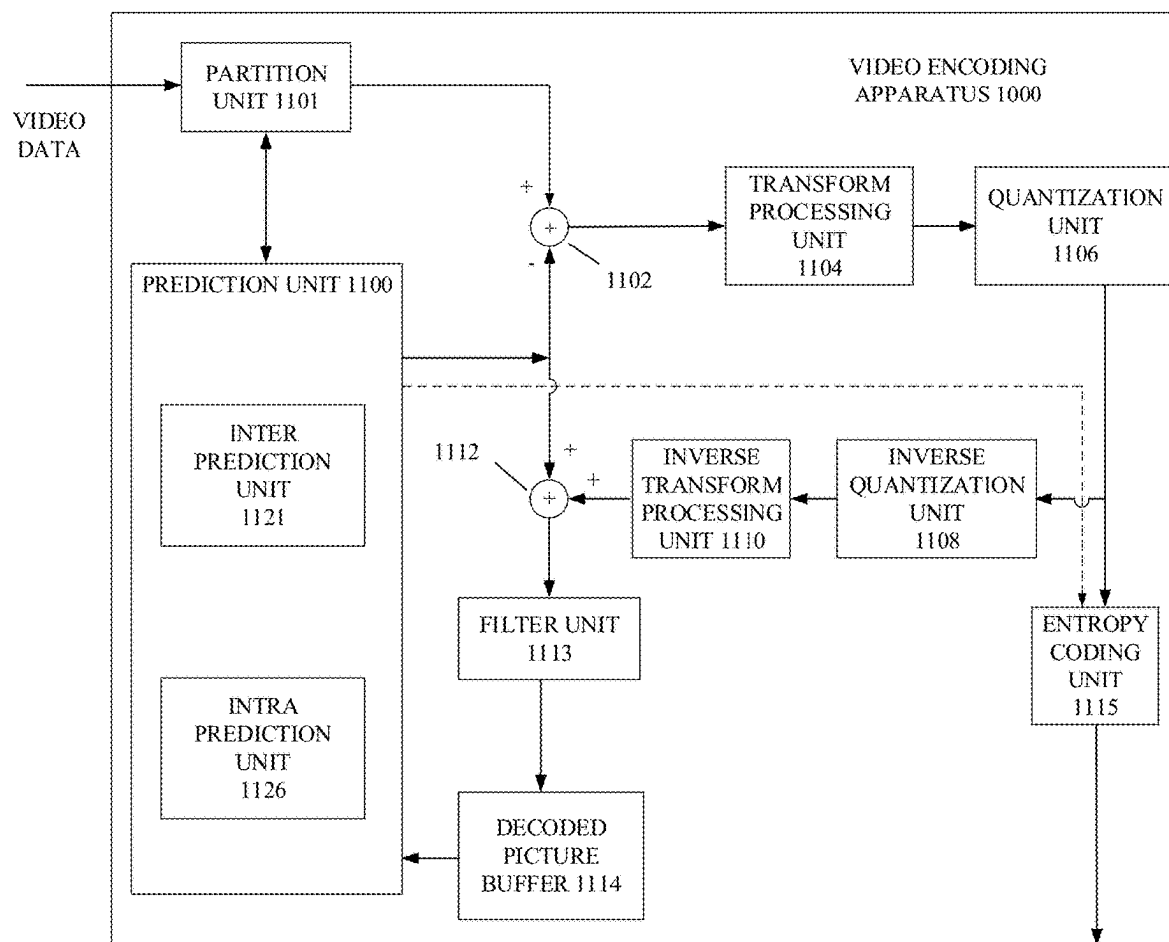 VIDEO
DATA
PARTITION
UNIT 1101
VIDEO ENCODING
APPARATUS 1000
+
+
-
1102
TRANSFORM
PROCESSING
UNIT
1104
QUANTIZATION
UNIT
1106
PREDICTION UNIT 1100
INTER
PREDICTION
UNIT
1121
1112
+
+
+
INVERSE
TRANSFORM
PROCESSING
UNIT 1110
INVERSE
QUANTIZATION
UNIT
1108
FILTER UNIT
1113
ENTROPY
CODING
UNIT
1115
INTRA
PREDICTION
UNIT
1126
DECODED
PICTURE
BUFFER 1114